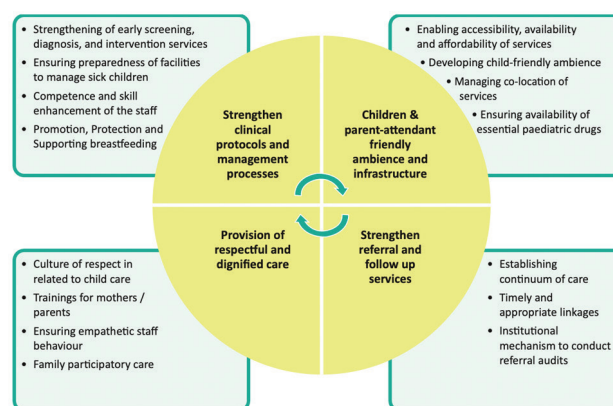 • Strengthening of early screening,
diagnosis, and intervention services
• Ensuring preparedness of facilities
to manage sick children
• Competence and skill
enhancement of the staff
• Promotion, Protection and
Supporting breastfeeding
• Enabling accessibility, availability
and affordability of services
• Developing child-friendly ambience
• Managing co-location of
services
• Ensuring availability of
essential paediatric drugs
Strengthen
clinical
protocols and
management
processes
Children &
parent-attendant
friendly
ambience and
infrastructure
Provision of
respectful and
dignified care
Strengthen
referral and
follow up
services
• Culture of respect in
related to child care
• Trainings for mothers /
parents
• Ensuring empathetic staff
behaviour
• Family participatory care
• Establishing
continuum of care
• Timely and
appropriate linkages
• Institutional
mechanism to conduct
referral audits